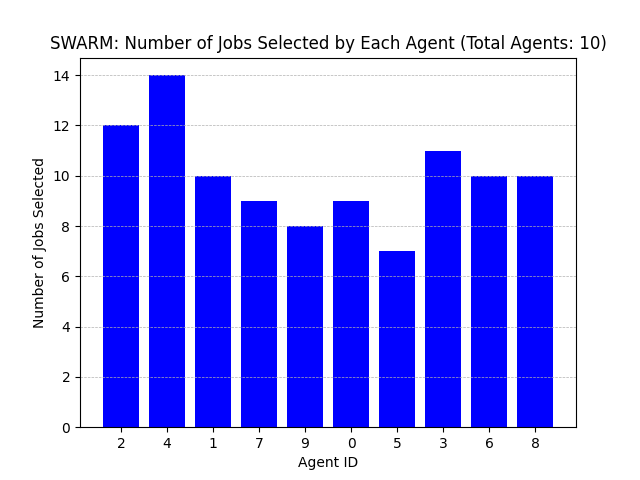 SWARM: Number of Jobs Selected by Each Agent (Total Agents: 10)
14
12
10
8
6
4
2
0
Number of Jobs Selected
2 4 1 7 9 0 5 3 6 8
Agent ID